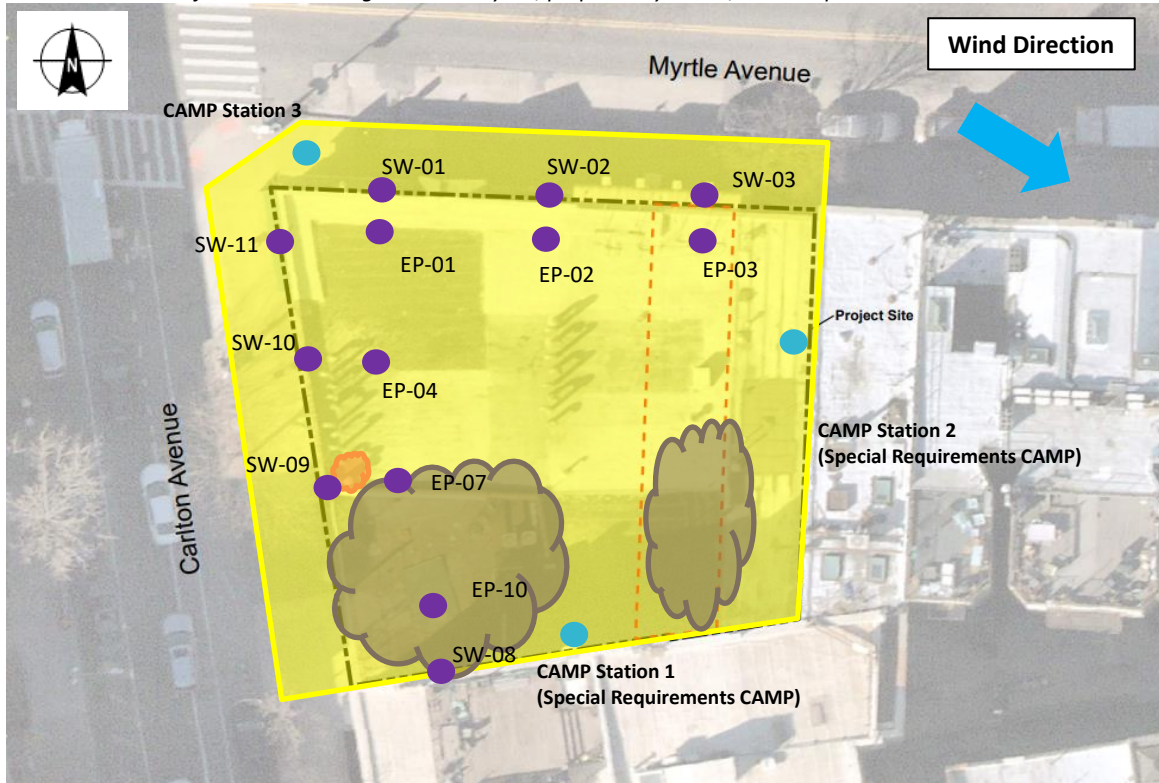 Wind Direction
N
Myrtle Avenue
CAMP Station 3
SW-01
SW-02
SW-03
SW-11
EP-01
EP-02
EP-03
Project Site
SW-10
EP-04
Carlton Avenue
CAMP Station 2
(Special Requirements CAMP)
SW-09
EP-07
EP-10
SW-08
CAMP Station 1
(Special Requirements CAMP)